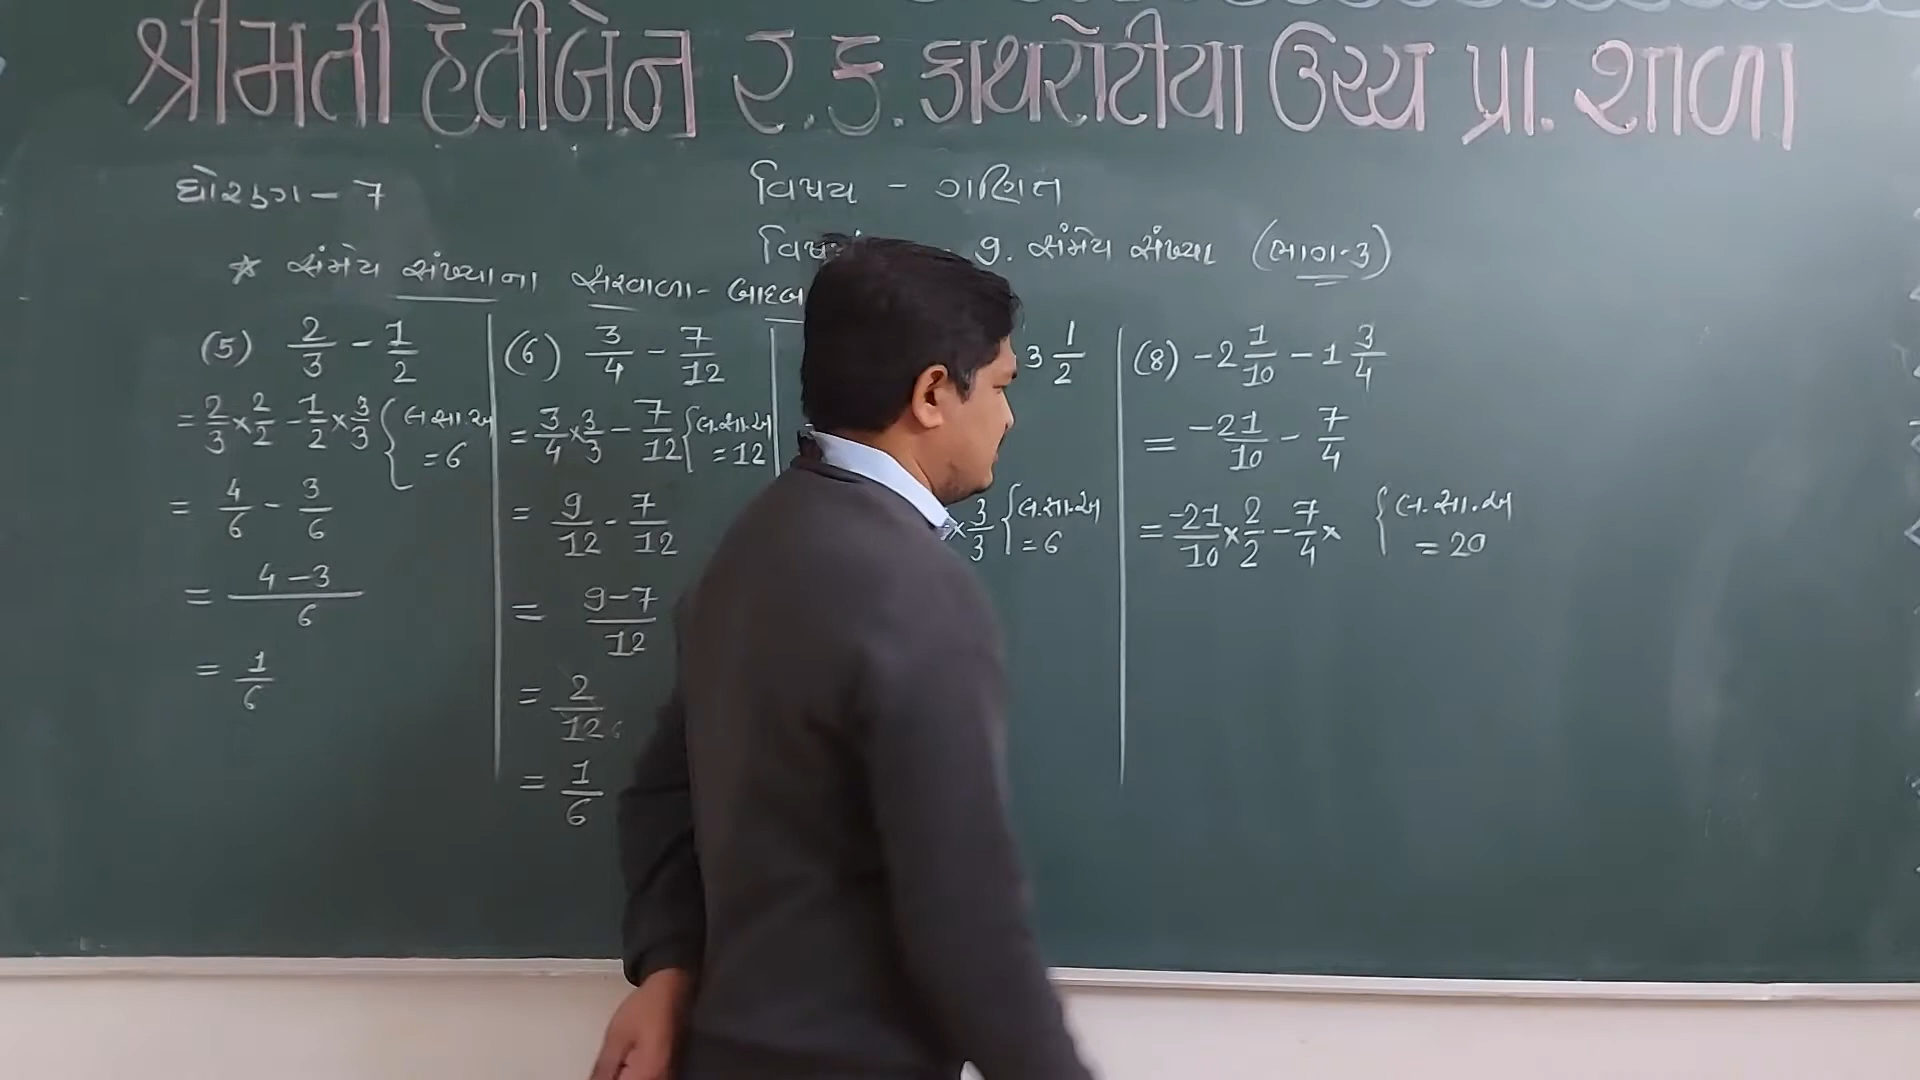 શ્રીમતી હેતીબેન ર.ક. કાથરોટીયા ઉચ્ચ પ્રા. શાળા
ધોરણ - 7
વિષય - ગણિત
9. સંમેય સંખ્યા (ભાગ-3)
* સંમેય સંખ્યાના સરવાળા-બાદબા
(5) 2/3 - 1/2
= 2/3 × 2/2 - 1/2 × 3/3 { લ.સા.અ = 6
= 4/6 - 3/6
= 4-3/6
= 1/6
(6) 3/4 - 7/12
= 3/4 × 3/3 - 7/12 { લ.સા.અ = 12
= 9/12 - 7/12
= 9-7/12
= 2/12 6
= 1/6
3 1/2
× 3/3 { લ.સા.અ = 6
(8) -2 1/10 - 1 3/4
= -21/10 - 7/4
= -21/10 × 2/2 - 7/4 × { લ.સા.અ = 20